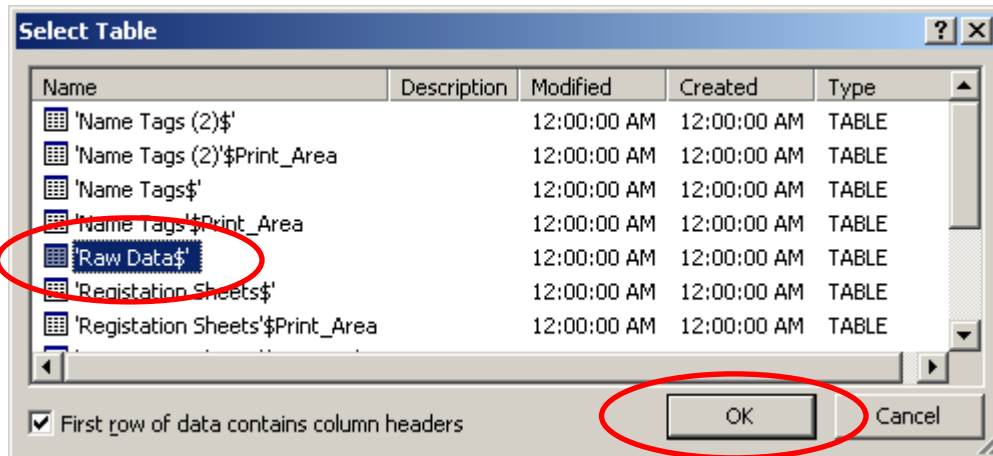 Select Table
Name Description Modified Created Type
'Name Tags (2)$' 12:00:00 AM 12:00:00 AM TABLE
'Name Tags (2)'$Print_Area 12:00:00 AM 12:00:00 AM TABLE
'Name Tags$' 12:00:00 AM 12:00:00 AM TABLE
'Name Tags'$Print_Area 12:00:00 AM 12:00:00 AM TABLE
'Raw Data$' 12:00:00 AM 12:00:00 AM TABLE
'Registation Sheets$' 12:00:00 AM 12:00:00 AM TABLE
'Registation Sheets'$Print_Area 12:00:00 AM 12:00:00 AM TABLE
First row of data contains column headers OK Cancel